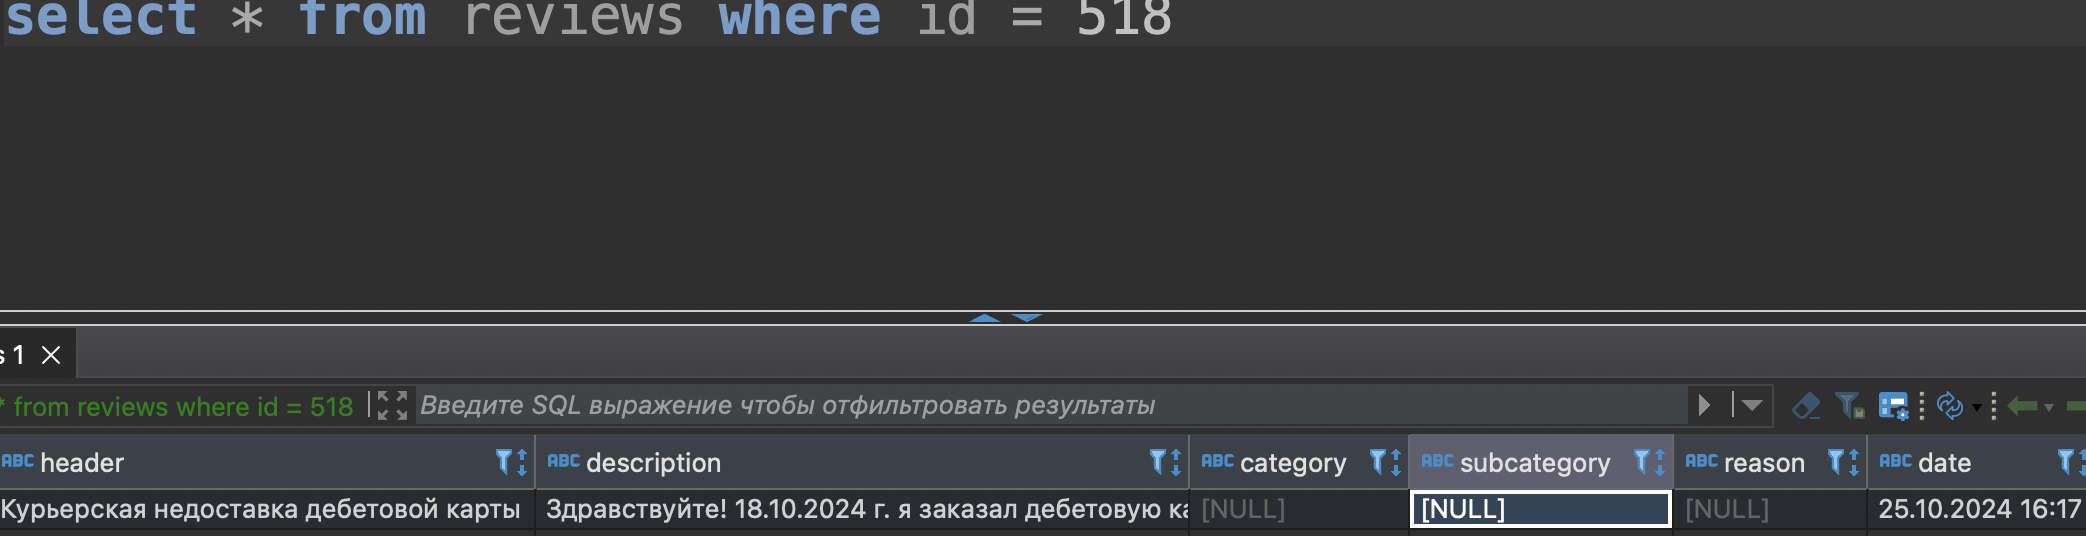 select * from reviews where id = 518
s 1
* from reviews where id = 518 Введите SQL выражение чтобы отфильтровать результаты
ABC header ABC description ABC category ABC subcategory ABC reason ABC date
Курьерская недоставка дебетовой карты Здравствуйте! 18.10.2024 г. я заказал дебетовую ка [NULL] [NULL] [NULL] 25.10.2024 16:17